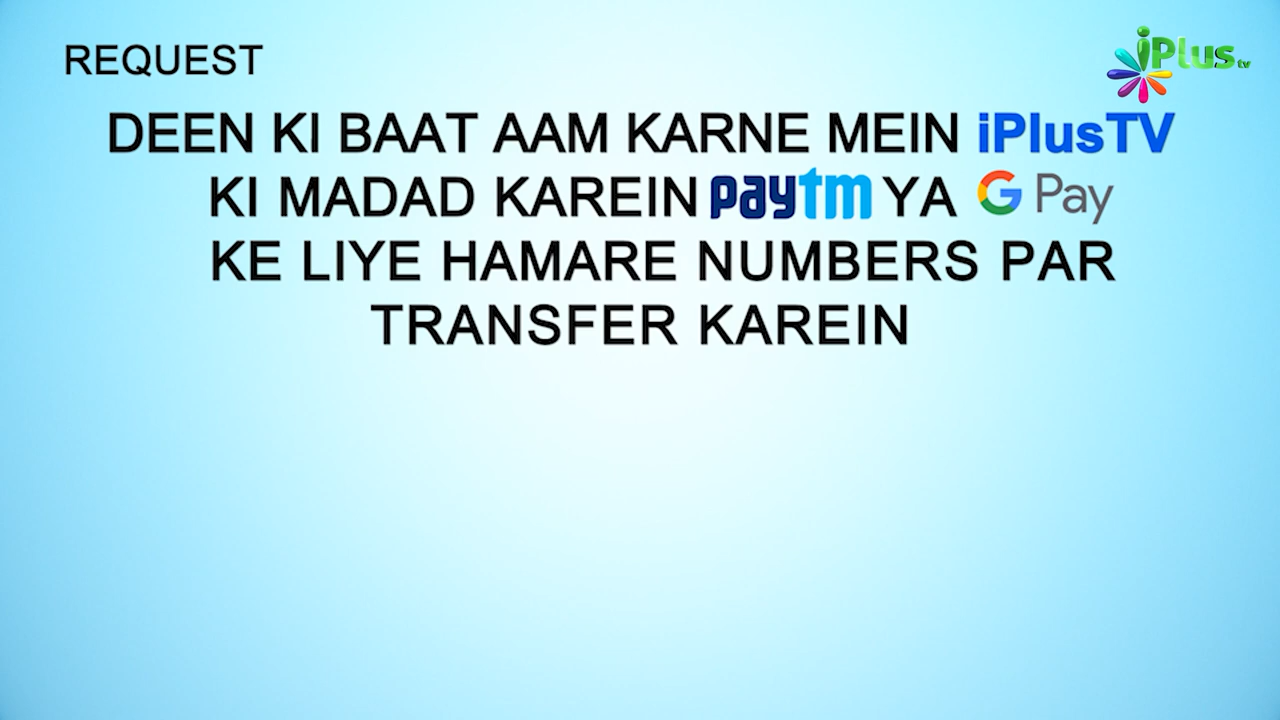 REQUEST
iPlus tv
DEEN KI BAAT AAM KARNE MEIN iPlusTV
KI MADAD KAREIN paytm YA G Pay
KE LIYE HAMARE NUMBERS PAR
TRANSFER KAREIN